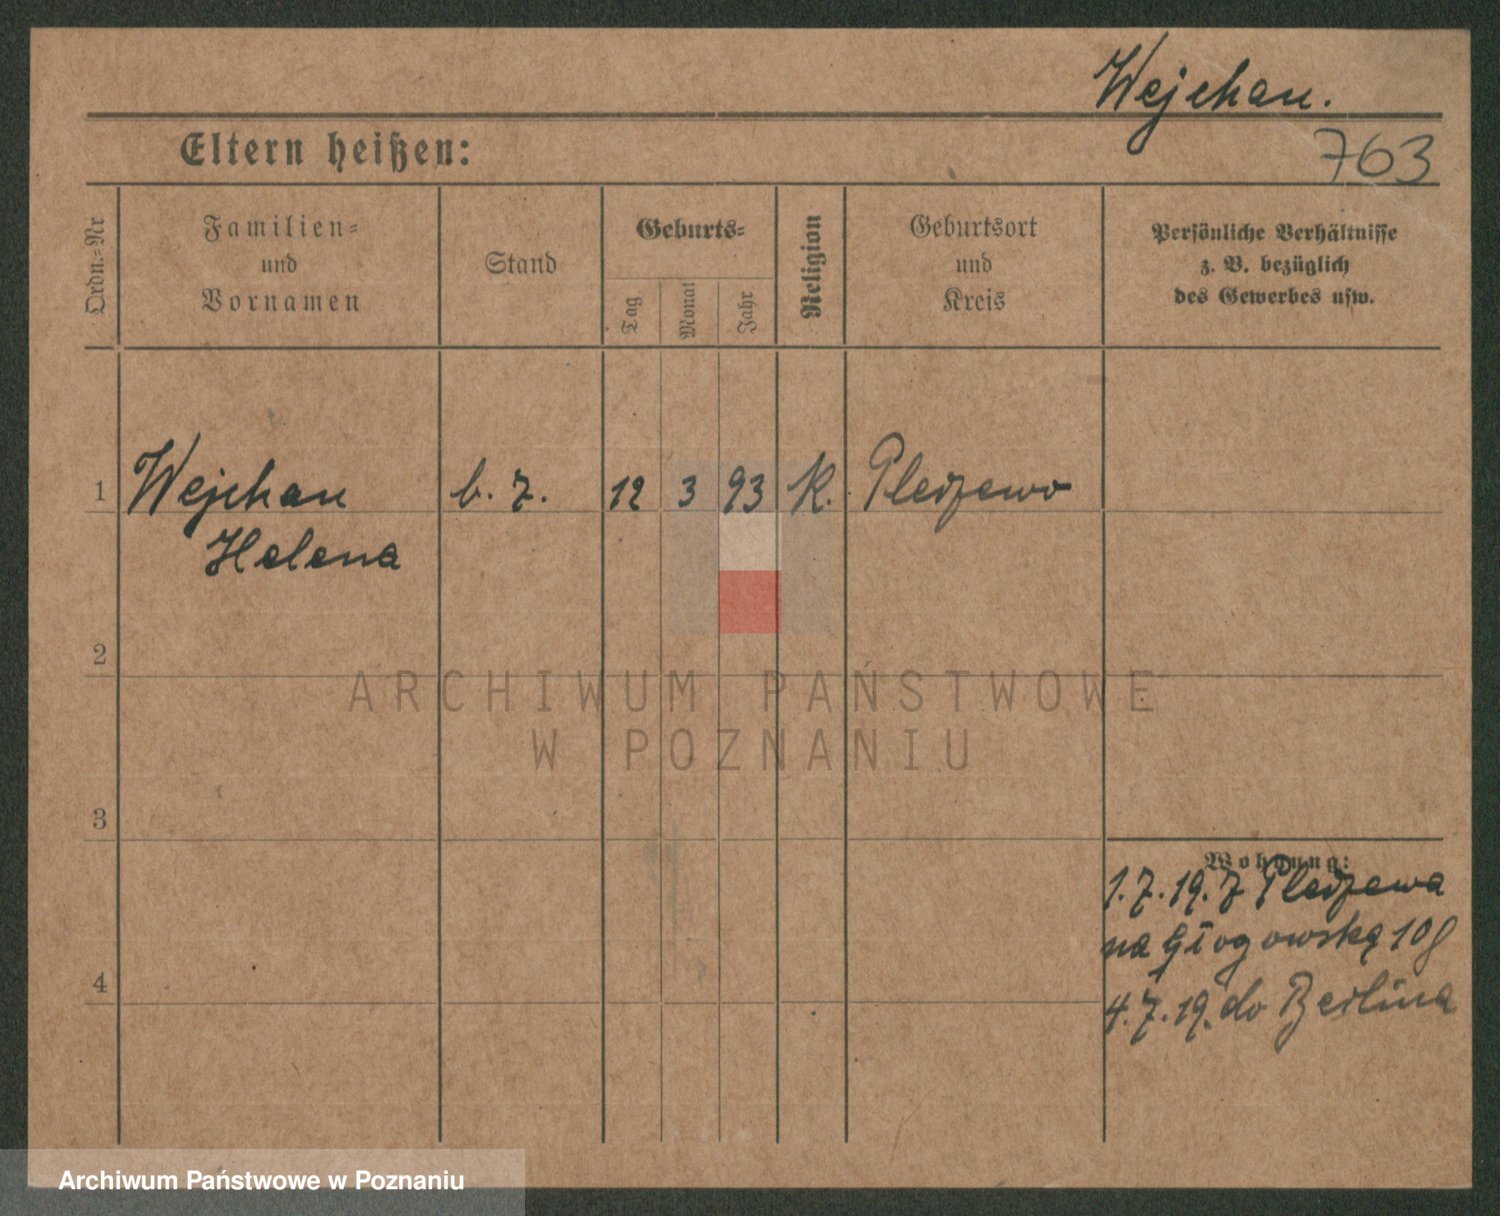 Wejchan.
763
Eltern heißen:
Ordn.=Nr
Familien=
und
Vornamen
Stand
Geburts=
Tag
Monat
Jahr
Religion
Geburtsort
und
Kreis
Persönliche Verhältnisse
z. B. bezüglich
des Gewerbes usw.
1 Wejchan b. z. 12 3 93 K. Pledzewo
Helena
2
ARCHIWUM PAŃSTWOWE
W POZNANIU
3
Wohnung:
1.7.19. z Pledzewa
na Głogowską 108
4
4.7.19. do Berlina
Archiwum Państwowe w Poznaniu